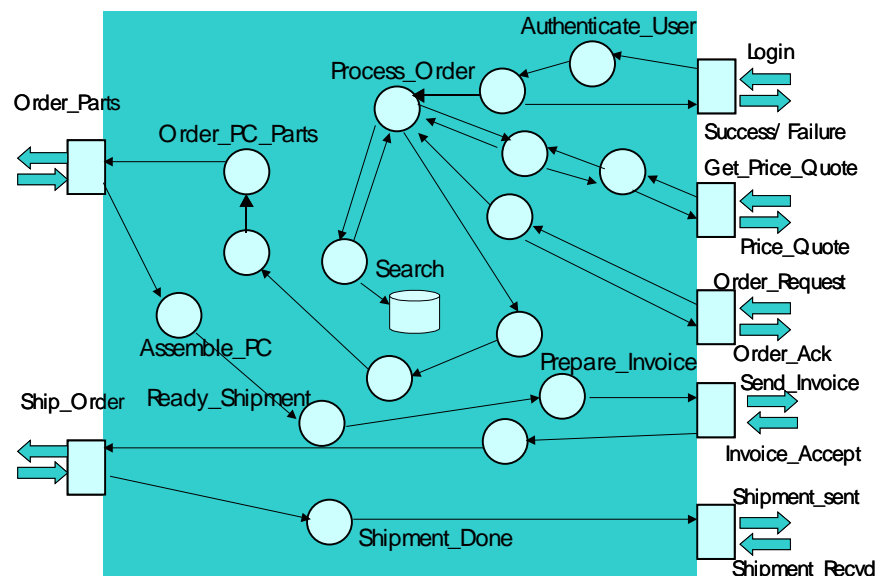 Authenticate_User
Login
Process_Order
Order_Parts
Order_PC_Parts
Success/ Failure
Get_Price_Quote
Price_Quote
Search
Order_Request
Assemble_PC
Order_Ack
Prepare_Invoice
Send_Invoice
Ship_Order
Ready_Shipment
Invoice_Accept
Shipment_sent
Shipment_Done
Shipment_Recvd